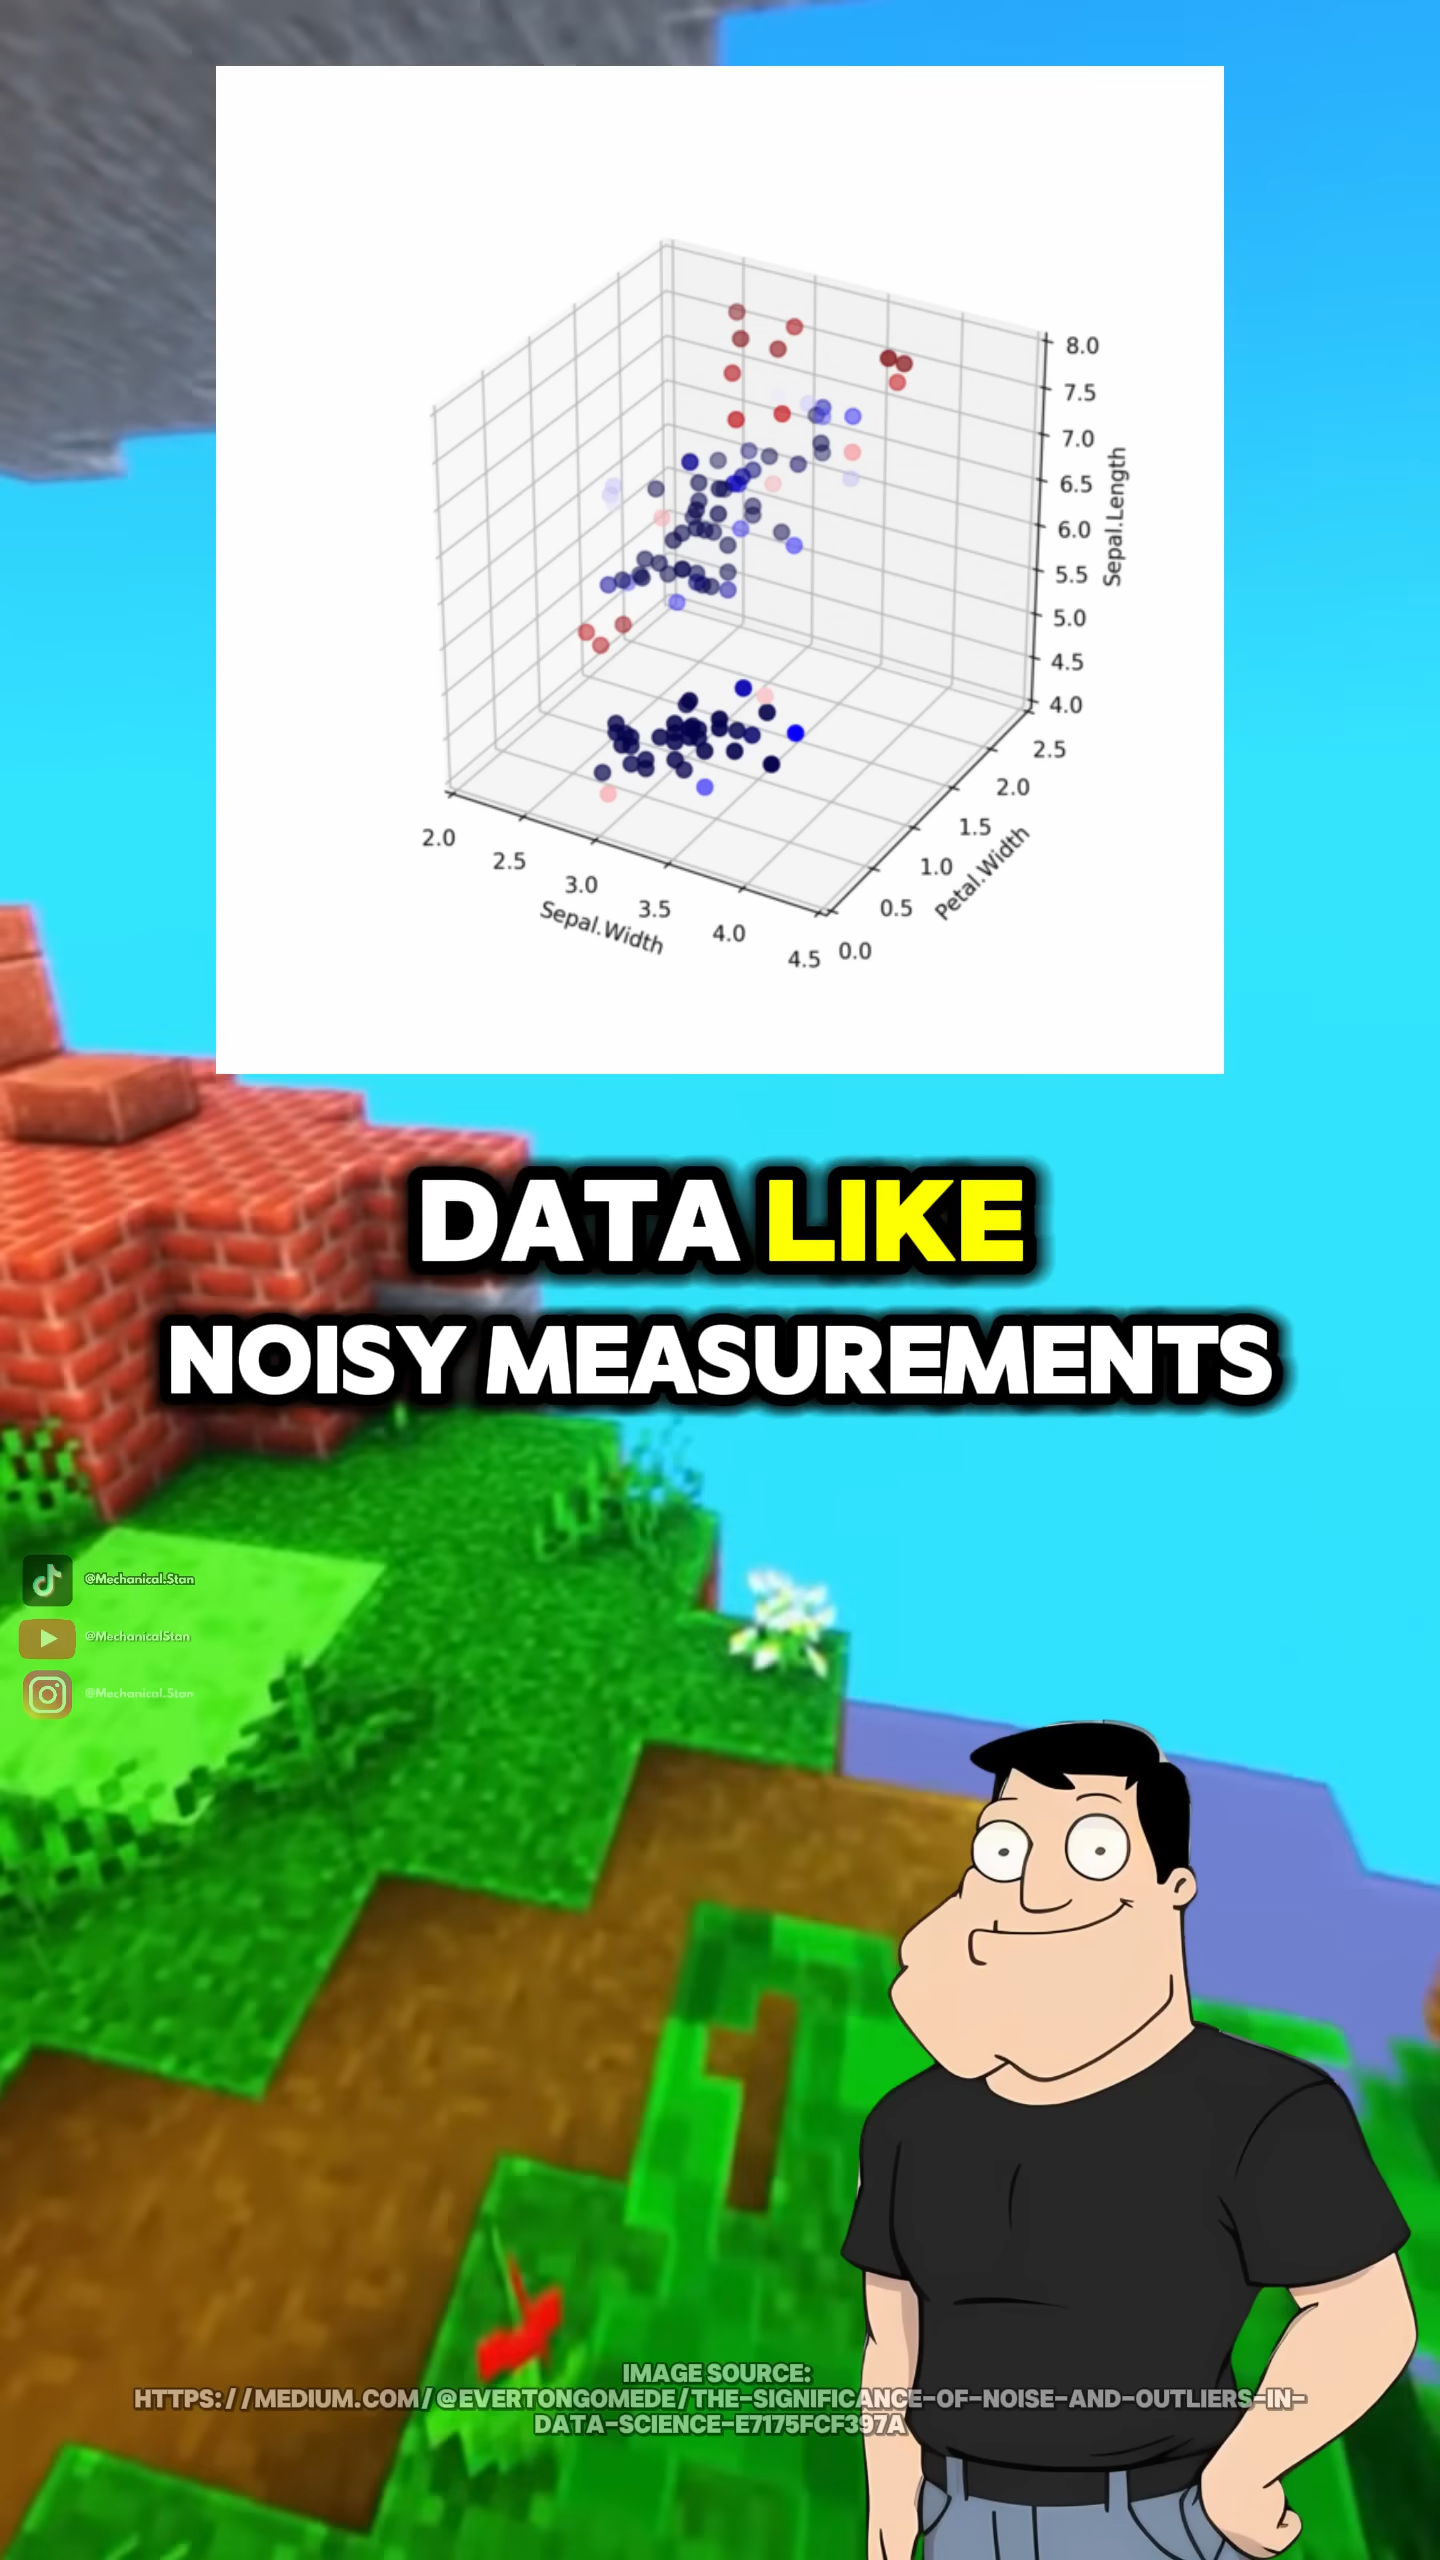 8.0
7.5
7.0
6.5
6.0
5.5
5.0
4.5
4.0
Sepal.Length
2.5
2.0
1.5
1.0
0.5
0.0
Petal.Width
2.0
2.5
3.0
3.5
4.0
4.5
Sepal.Width
DATA LIKE
NOISY MEASUREMENTS
@Mechanical.Stan
@MechanicalStan
@Mechanical.Stan
IMAGE SOURCE:
HTTPS://MEDIUM.COM/@EVERTONGOMEDE/THE-SIGNIFICANCE-OF-NOISE-AND-OUTLIERS-IN-
DATA-SCIENCE-E7175FCF397A